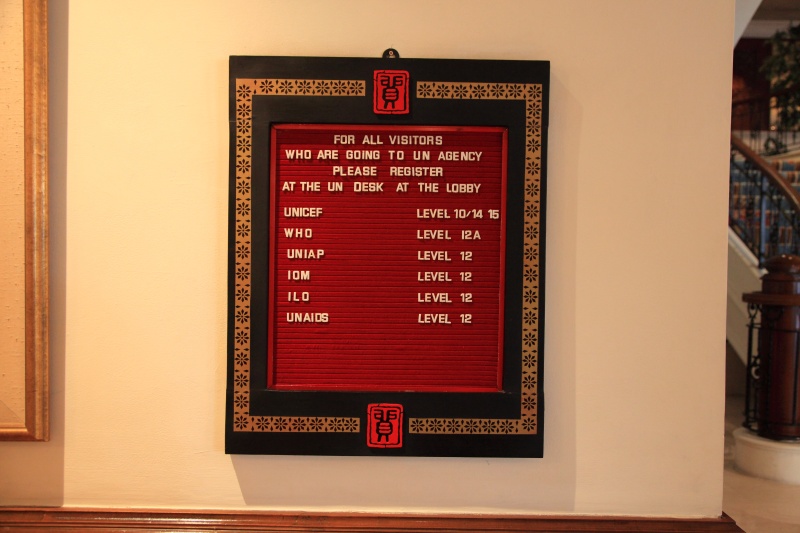 FOR ALL VISITORS
WHO ARE GOING TO UN AGENCY
PLEASE REGISTER
AT THE UN DESK AT THE LOBBY
UNICEF LEVEL 10/14 15
WHO LEVEL 12A
UNIAP LEVEL 12
IOM LEVEL 12
ILO LEVEL 12
UNAIDS LEVEL 12